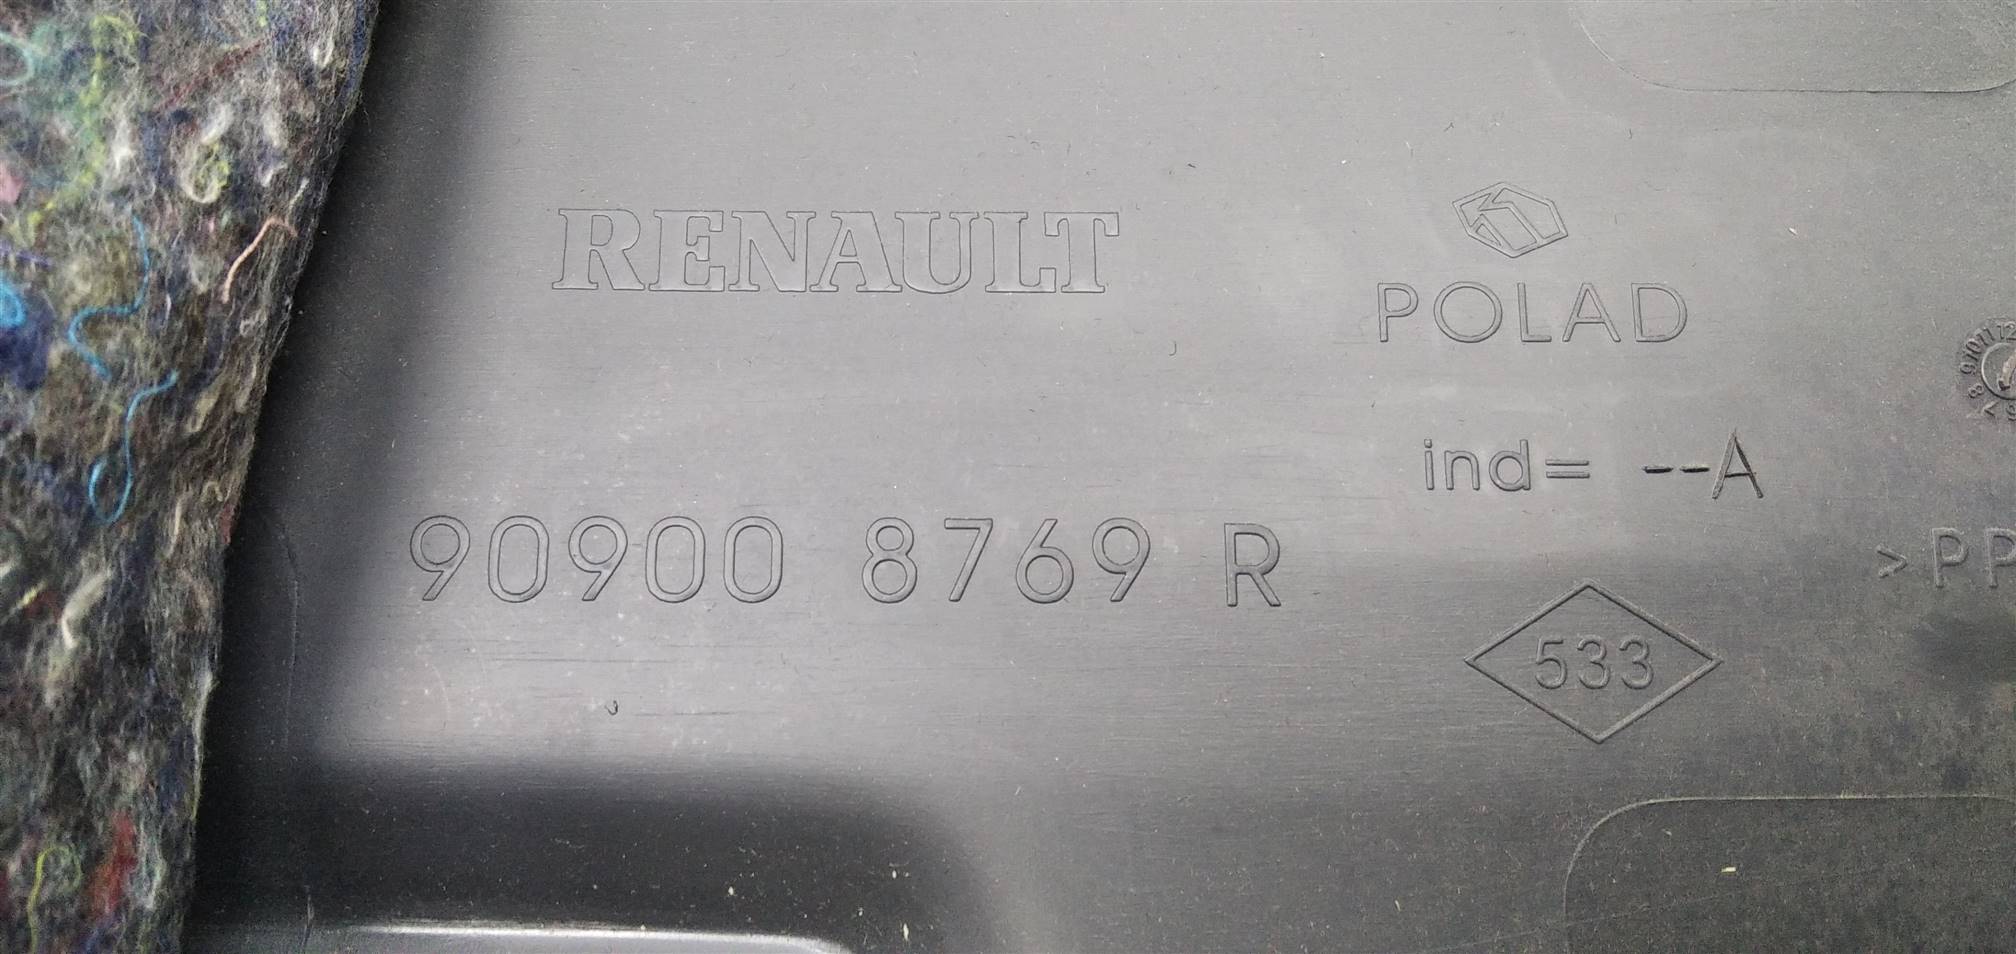 RENAULT
POLAD
ind= --A
90900 8769 R
>PP
533